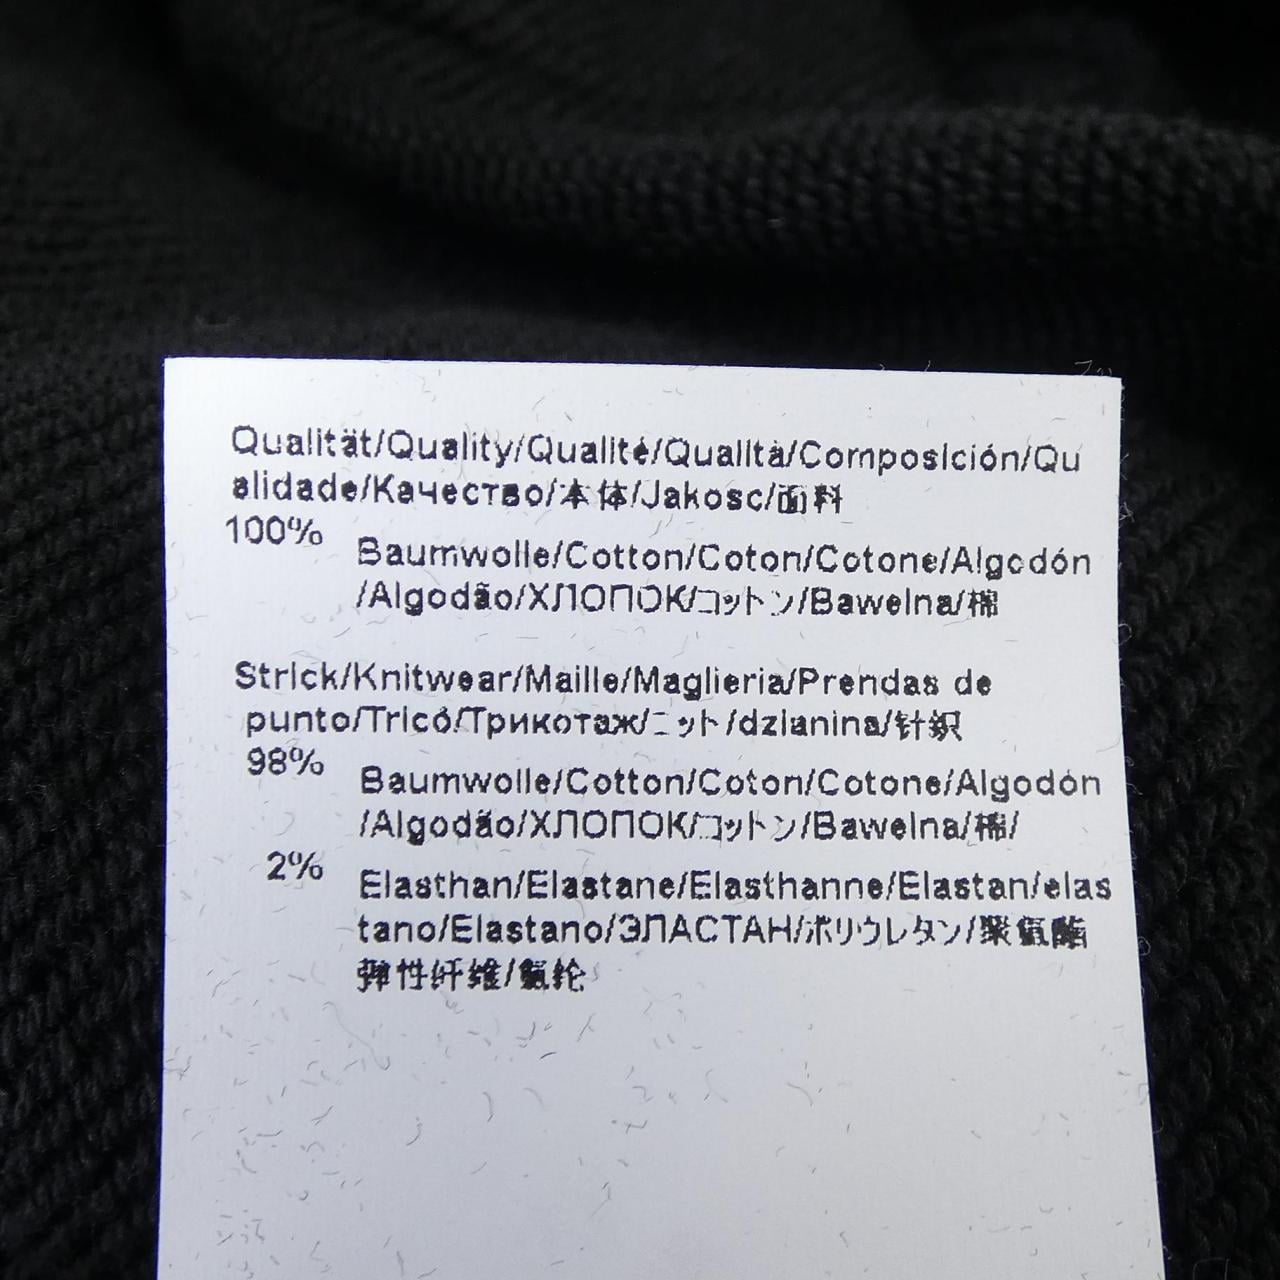 Qualität/Quality/Qualité/Qualità/Composición/Qu
alidade/Качество/本体/Jakosc/面料
100%
Baumwolle/Cotton/Coton/Cotone/Algodón
/Algodão/ХЛОПОК/コットン/Bawelna/棉
Strick/Knitwear/Maille/Maglieria/Prendas de
punto/Tricô/Трикотаж/ニット/dzianina/针织
98%
Baumwolle/Cotton/Coton/Cotone/Algodón
/Algodão/ХЛОПОК/コットン/Bawelna/棉/
2%
Elasthan/Elastane/Elasthanne/Elastan/elas
tano/Elastano/ЭЛАСТАН/ポリウレタン/聚氨酯
弹性纤维/氨纶